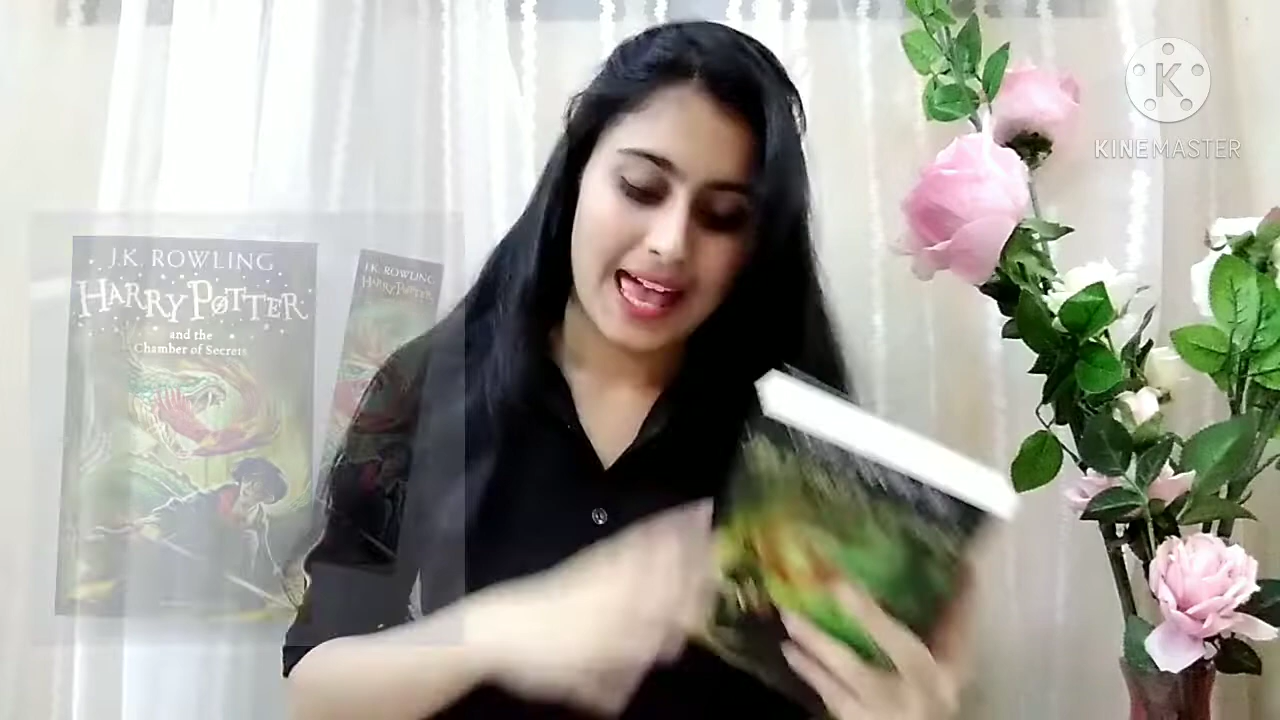 J.K. ROWLING
HARRY POTTER
and the
Chamber of Secrets
J.K. ROWLING
HARRY POTTER
K
KINEMASTER